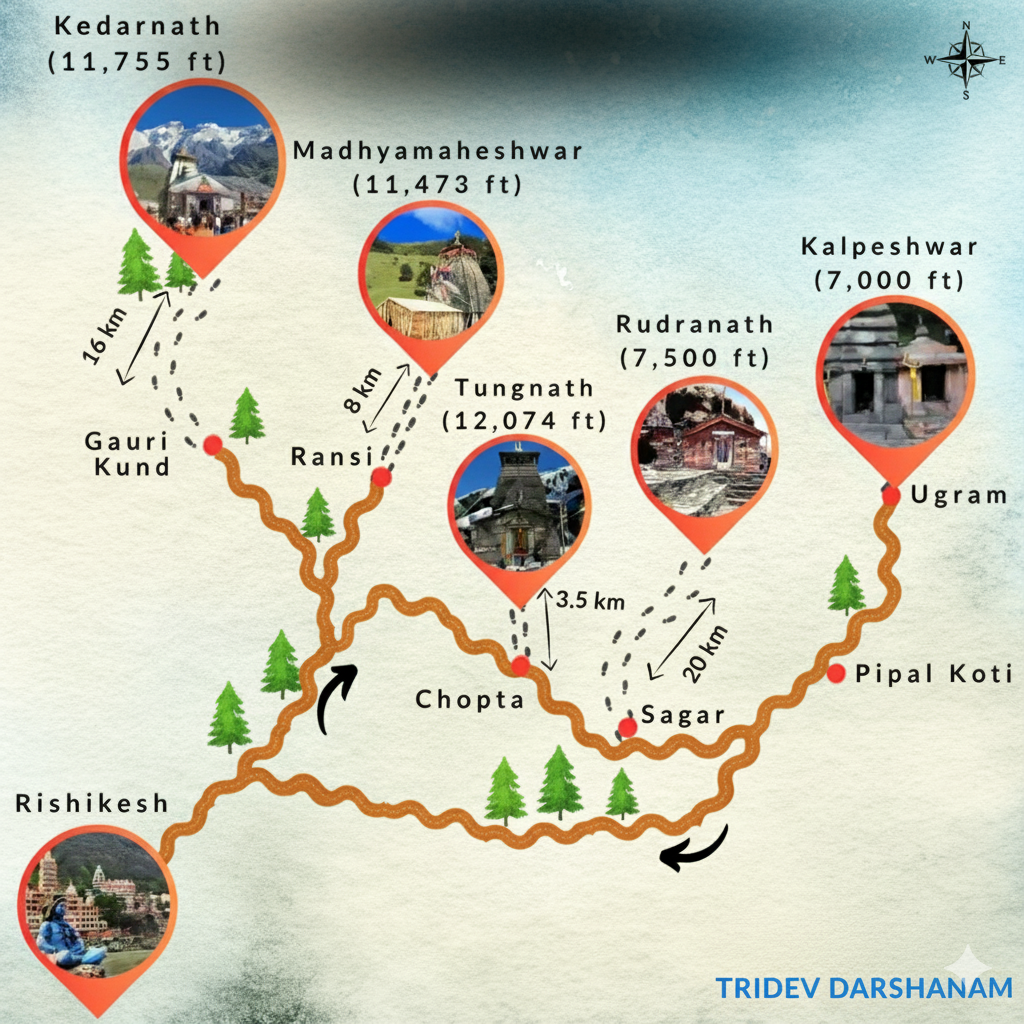 Kedarnath
(11,755 ft)
N
W
E
S
Madhyamaheshwar
(11,473 ft)
Kalpeshwar
(7,000 ft)
Rudranath
(7,500 ft)
16 km
8 km
Tungnath
(12,074 ft)
Gauri
Kund
Ransi
Ugram
3.5 km
20 km
Pipal Koti
Chopta
Sagar
Rishikesh
TRIDEV DARSHANAM